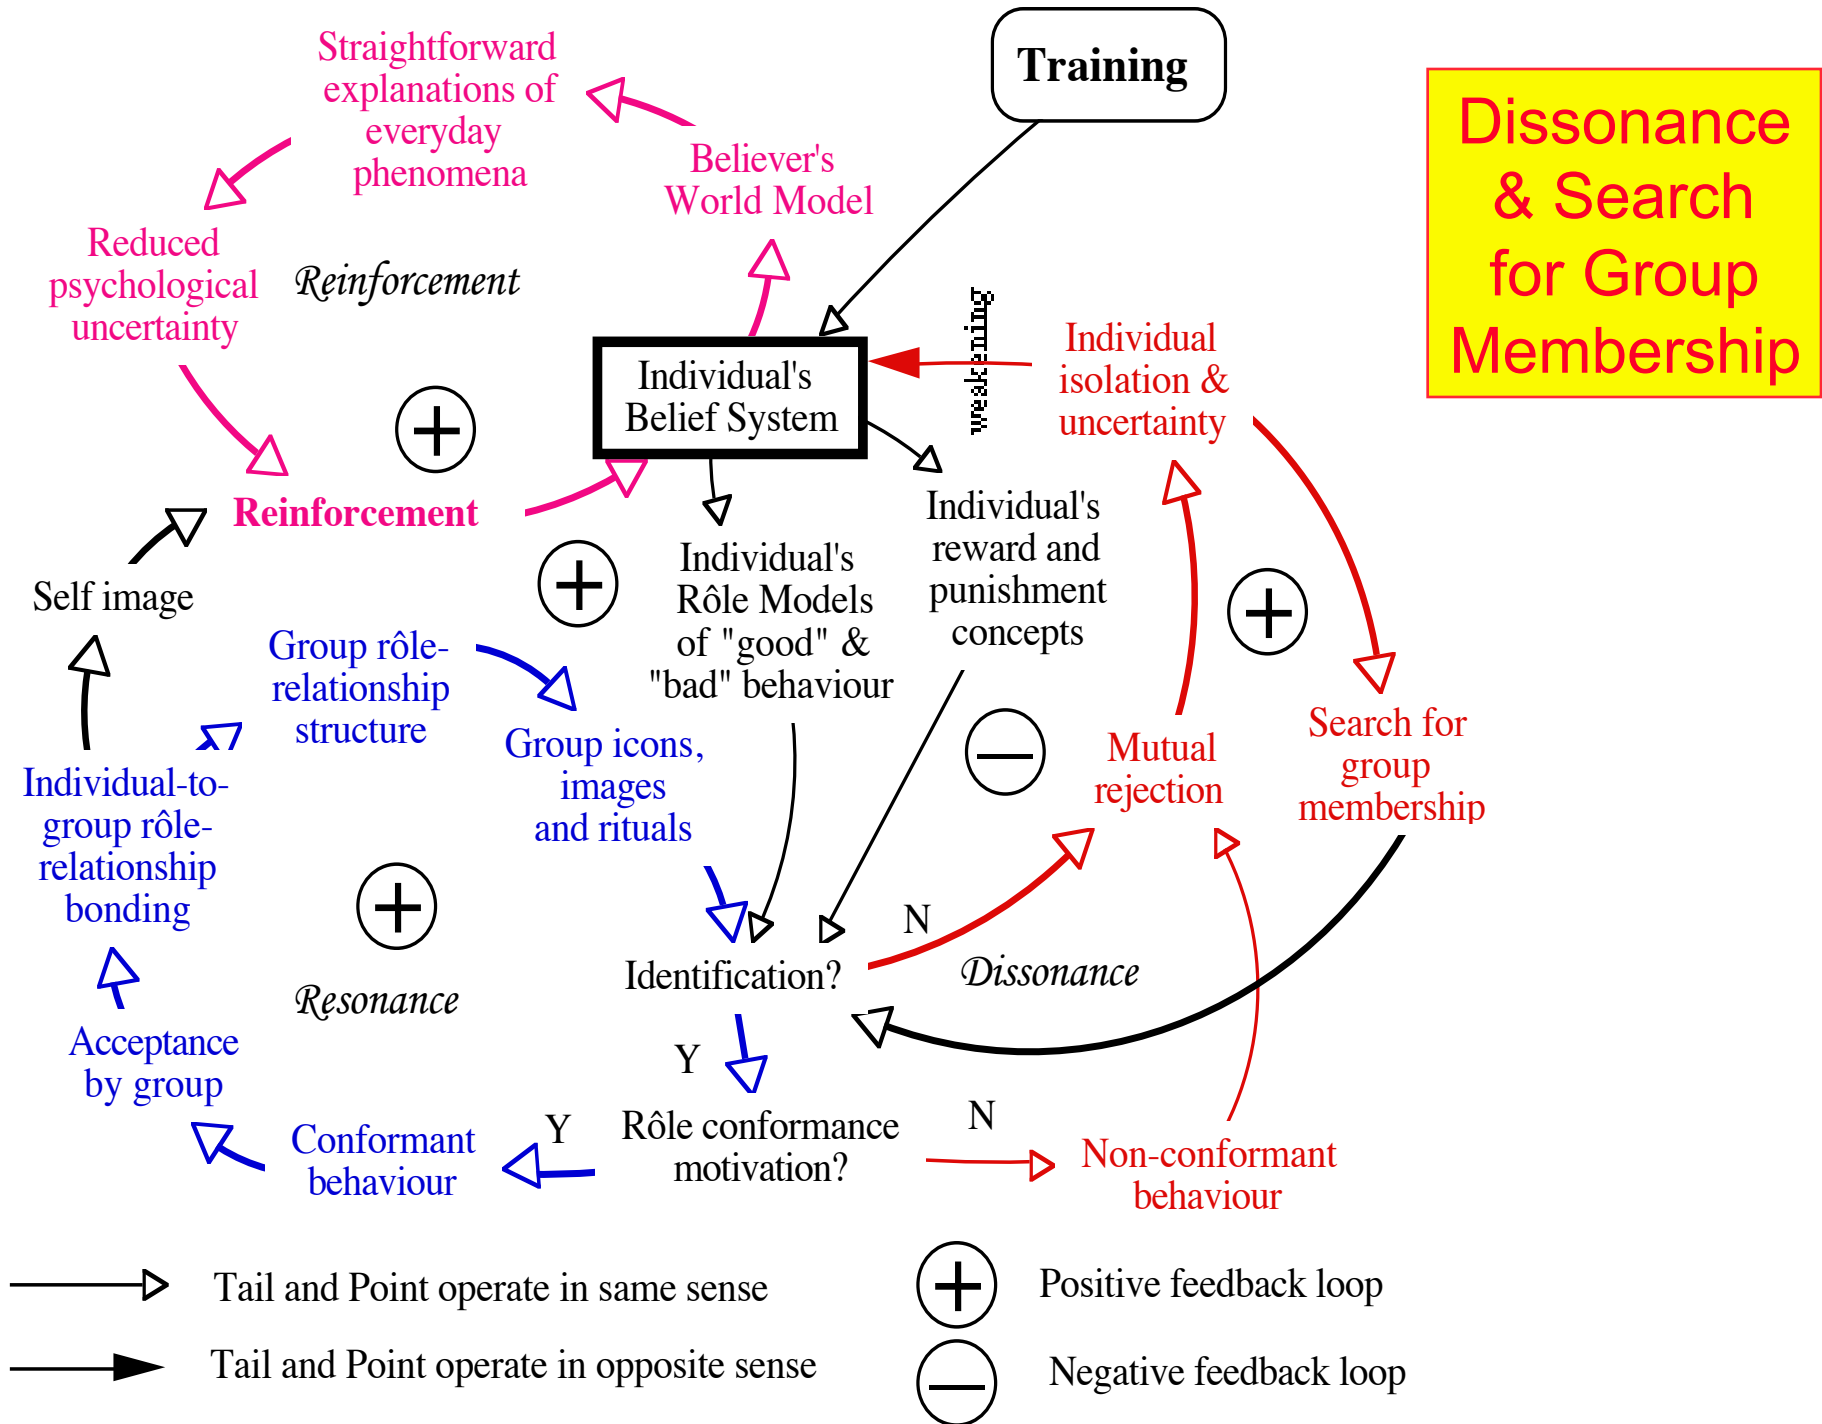 Training
Dissonance
& Search
for Group
Membership
Straightforward
explanations of
everyday
phenomena
Believer's
World Model
Reduced
psychological
uncertainty
Reinforcement
weakening
Individual
isolation &
uncertainty
Individual's
Belief System
+
Reinforcement
Individual's
reward and
punishment
concepts
+
Individual's
Rôle Models
of "good" &
"bad" behaviour
+
Self image
Group rôle-
relationship
structure
Group icons,
images
and rituals
−
Mutual
rejection
Search for
group
membership
Individual-to-
group rôle-
relationship
bonding
+
Resonance
N
Identification?
Dissonance
Acceptance
by group
Y
Rôle conformance
motivation?
Y
N
Conformant
behaviour
Non-conformant
behaviour
Tail and Point operate in same sense
+
Positive feedback loop
Tail and Point operate in opposite sense
−
Negative feedback loop